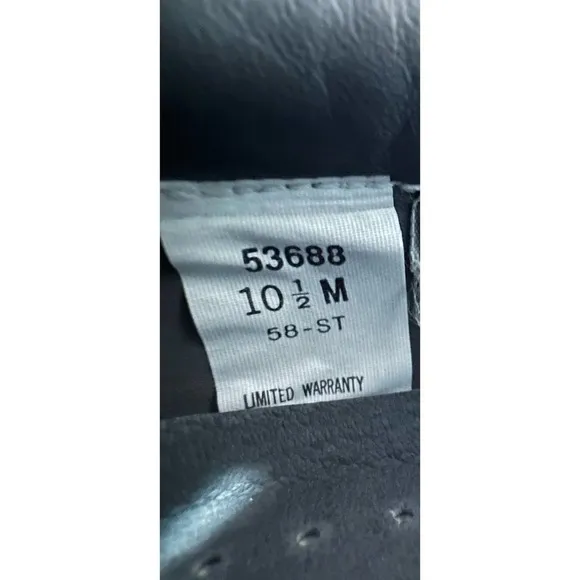 53688
10 ½ M
58-ST
LIMITED WARRANTY